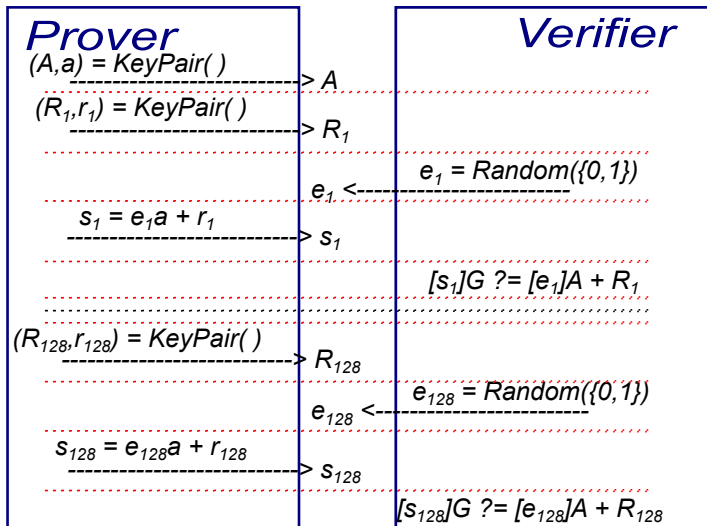 Prover Verifier
(A,a) = KeyPair( )
> A
(R₁,r₁) = KeyPair( )
> R₁
e₁ = Random({0,1})
e₁ <
s₁ = e₁a + r₁
> s₁
[s₁]G ?= [e₁]A + R₁
(R₁₂₈,r₁₂₈) = KeyPair( )
> R₁₂₈
e₁₂₈ = Random({0,1})
e₁₂₈ <
s₁₂₈ = e₁₂₈a + r₁₂₈
> s₁₂₈
[s₁₂₈]G ?= [e₁₂₈]A + R₁₂₈